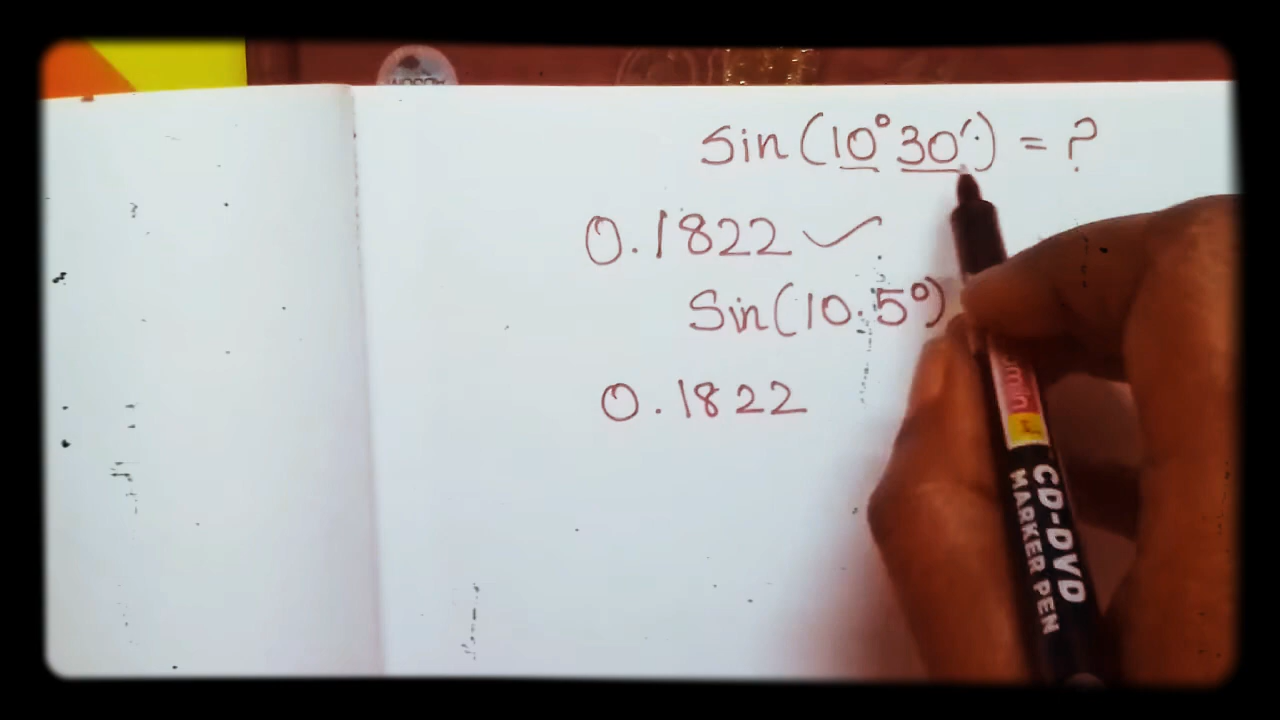 Sin(10°30') = ?
0.1822 ✓
Sin(10.5°)
0.1822
CD-DVD
MARKER PEN